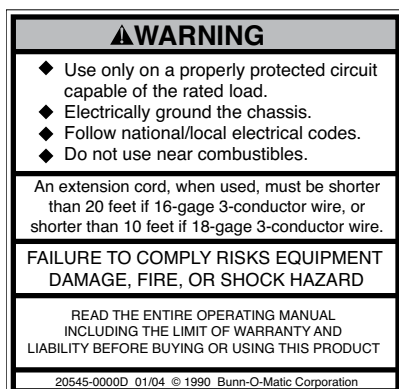 ⚠WARNING
◆ Use only on a properly protected circuit
capable of the rated load.
◆ Electrically ground the chassis.
◆ Follow national/local electrical codes.
◆ Do not use near combustibles.
An extension cord, when used, must be shorter
than 20 feet if 16-gage 3-conductor wire, or
shorter than 10 feet if 18-gage 3-conductor wire.
FAILURE TO COMPLY RISKS EQUIPMENT
DAMAGE, FIRE, OR SHOCK HAZARD
READ THE ENTIRE OPERATING MANUAL
INCLUDING THE LIMIT OF WARRANTY AND
LIABILITY BEFORE BUYING OR USING THIS PRODUCT
20545-0000D 01/04 © 1990 Bunn-O-Matic Corporation